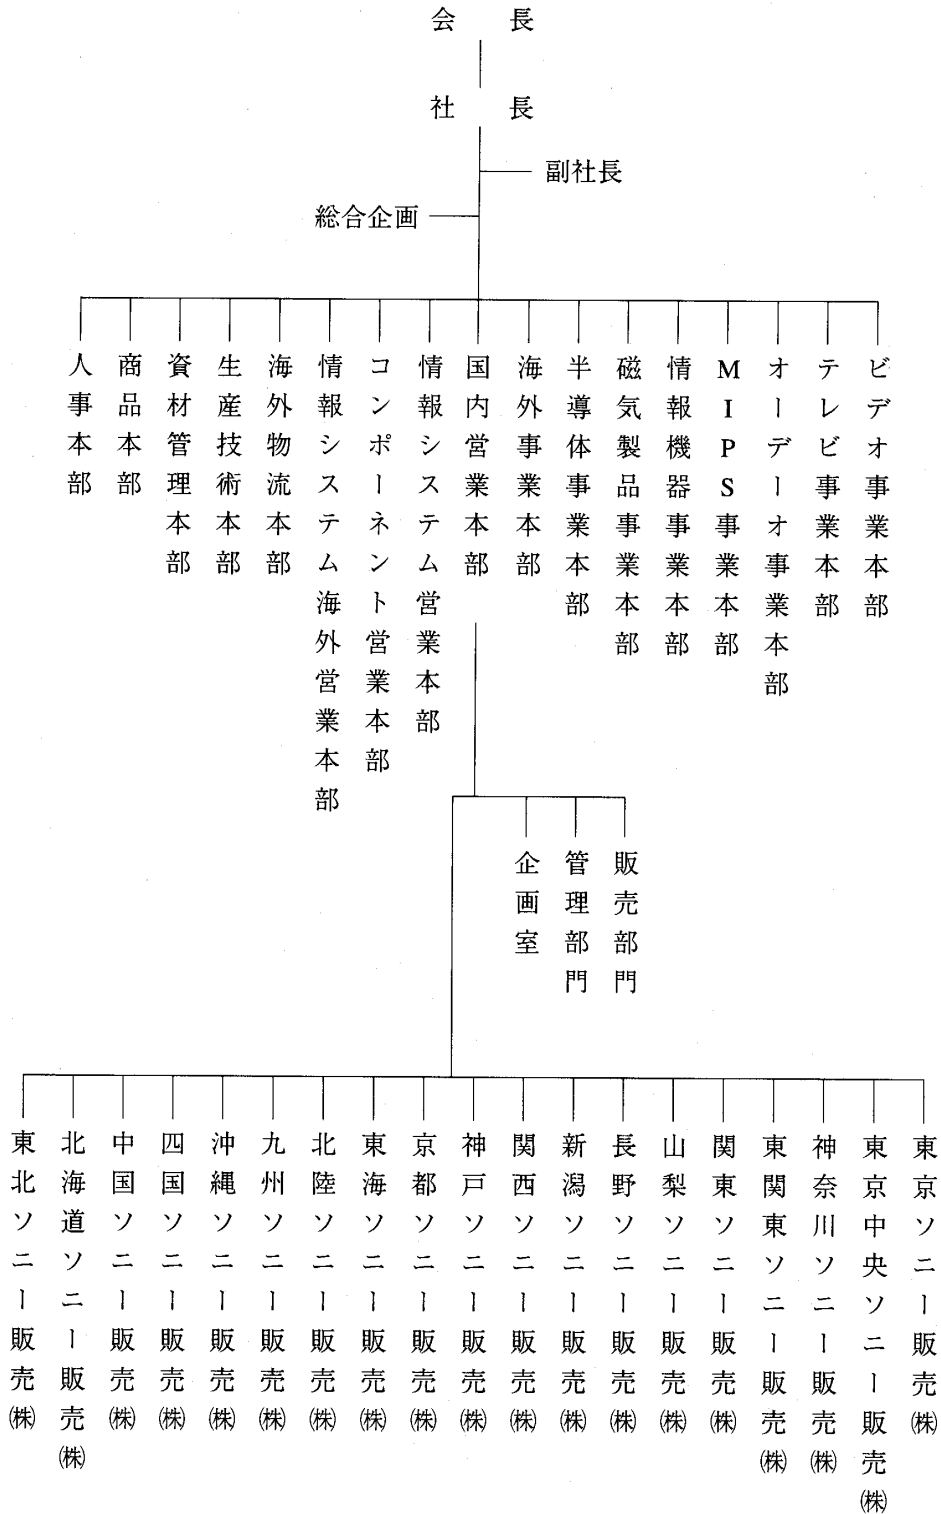 会長
社長
副社長
総合企画
ビデオ事業本部
テレビ事業本部
オーデーオ事業本部
MIPS事業本部
情報機器事業本部
磁気製品事業本部
半導体事業本部
海外事業本部
国内営業本部
情報システム営業本部
コンポーネント営業本部
情報システム海外営業本部
海外物流本部
生産技術本部
資材管理本部
商品本部
人事本部
販売部門
管理部門
企画室
東京ソニー販売㈱
東京中央ソニー販売㈱
神奈川ソニー販売㈱
東関東ソニー販売㈱
関東ソニー販売㈱
山梨ソニー販売㈱
長野ソニー販売㈱
新潟ソニー販売㈱
関西ソニー販売㈱
神戸ソニー販売㈱
京都ソニー販売㈱
東海ソニー販売㈱
北陸ソニー販売㈱
九州ソニー販売㈱
沖縄ソニー販売㈱
四国ソニー販売㈱
中国ソニー販売㈱
北海道ソニー販売㈱
東北ソニー販売㈱